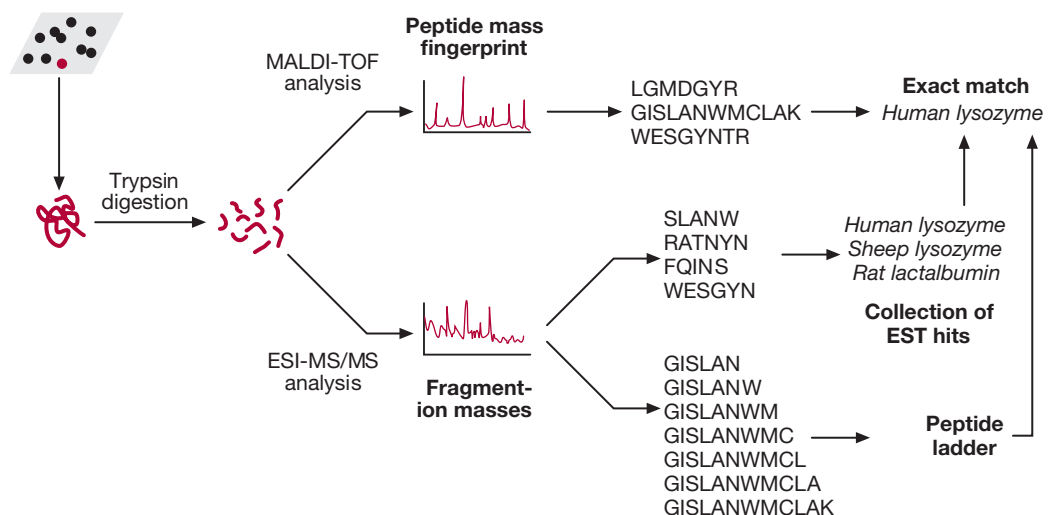 MALDI-TOF
analysis
Peptide mass
fingerprint
LGMDGYR
GISLANWMCLAK
WESGYNTR
Exact match
Human lysozyme
Trypsin
digestion
SLANW
RATNYN
FQINS
WESGYN
Human lysozyme
Sheep lysozyme
Rat lactalbumin
Collection of
EST hits
ESI-MS/MS
analysis
Fragment-
ion masses
GISLAN
GISLANW
GISLANWM
GISLANWMC
GISLANWMCL
GISLANWMCLA
GISLANWMCLAK
Peptide
ladder